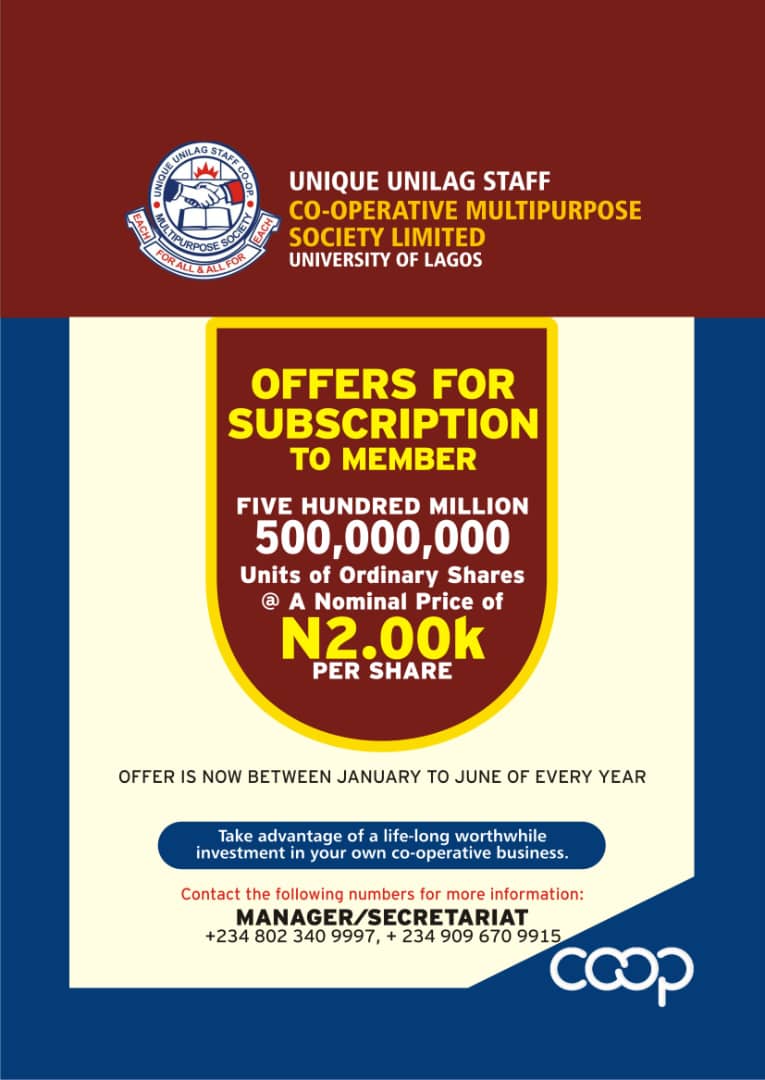 UNIQUE UNILAG STAFF CO-OP.
MULTIPURPOSE SOCIETY
EACH
FOR ALL & ALL FOR
EACH
UNIQUE UNILAG STAFF
CO-OPERATIVE MULTIPURPOSE
SOCIETY LIMITED
UNIVERSITY OF LAGOS
OFFERS FOR
SUBSCRIPTION
TO MEMBER
FIVE HUNDRED MILLION
500,000,000
Units of Ordinary Shares
@ A Nominal Price of
N2.00k
PER SHARE
OFFER IS NOW BETWEEN JANUARY TO JUNE OF EVERY YEAR
Take advantage of a life-long worthwhile
investment in your own co-operative business.
Contact the following numbers for more information:
MANAGER/SECRETARIAT
+234 802 340 9997, + 234 909 670 9915
coop